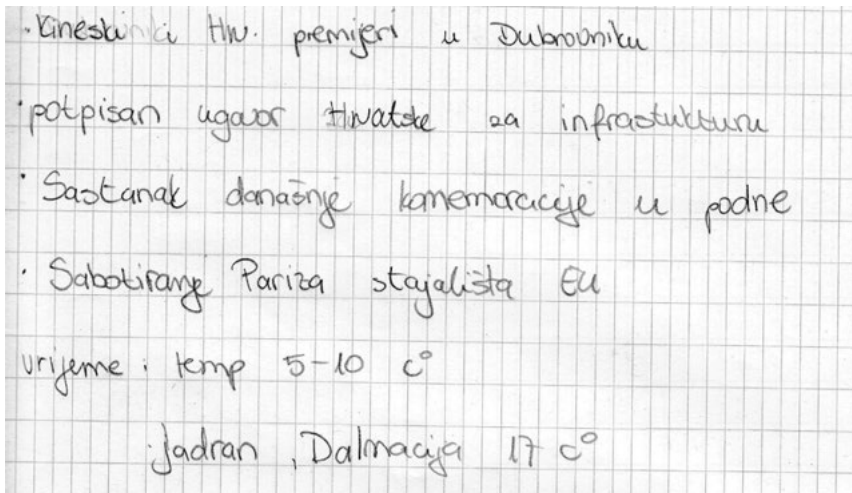 · Kineski i Hrv. premijeri u Dubrovniku
· potpisan ugovor Hrvatske za infrastukturu
· Sastanak današnje komemoracije u podne
· Sabotiranje Pariza stajališta EU
vrijeme : temp 5-10 c°
Jadran , Dalmacija 17 c°